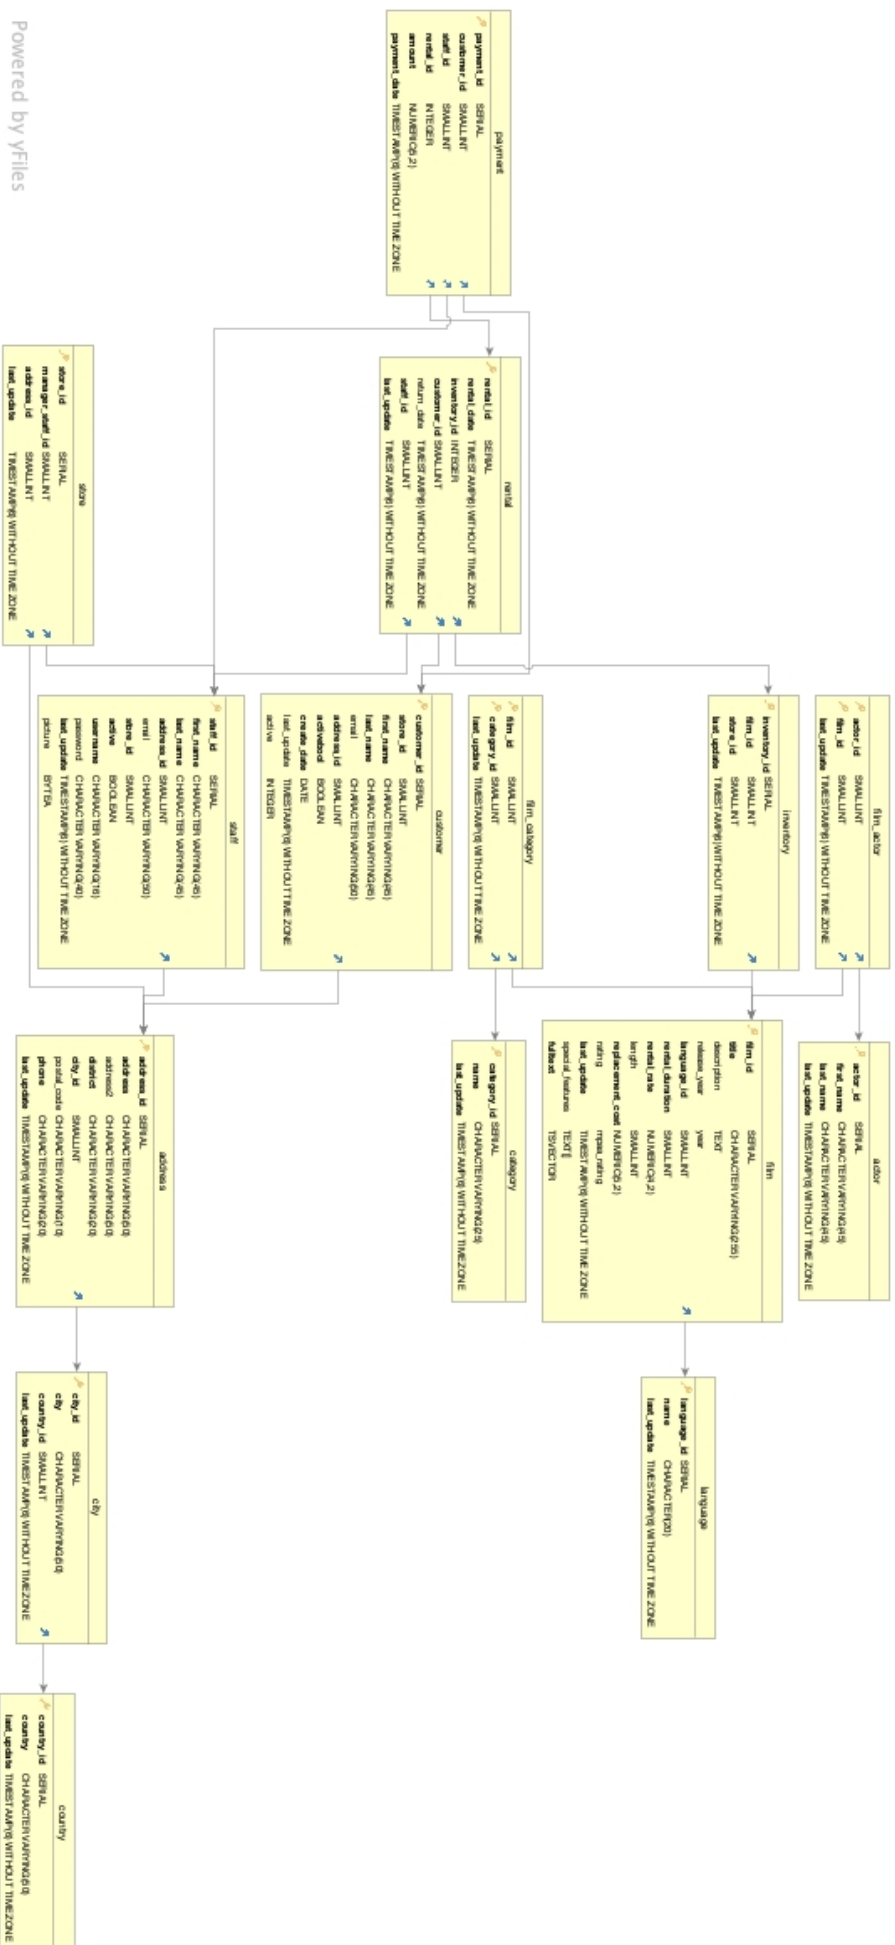 payment
payment_id SERIAL
customer_id SMALLINT
staff_id SMALLINT
rental_id INTEGER
amount NUMERIC(5,2)
payment_date TIMESTAMP(6) WITHOUT TIME ZONE
rental
rental_id SERIAL
rental_date TIMESTAMP(6) WITHOUT TIME ZONE
inventory_id INTEGER
customer_id SMALLINT
return_date TIMESTAMP(6) WITHOUT TIME ZONE
staff_id SMALLINT
last_update TIMESTAMP(6) WITHOUT TIME ZONE
store
store_id SERIAL
manager_staff_id SMALLINT
address_id SMALLINT
last_update TIMESTAMP(6) WITHOUT TIME ZONE
film_actor
actor_id SMALLINT
film_id SMALLINT
last_update TIMESTAMP(6) WITHOUT TIME ZONE
inventory
inventory_id SERIAL
film_id SMALLINT
store_id SMALLINT
last_update TIMESTAMP(6) WITHOUT TIME ZONE
film_category
film_id SMALLINT
category_id SMALLINT
last_update TIMESTAMP(6) WITHOUT TIME ZONE
customer
customer_id SERIAL
store_id SMALLINT
first_name CHARACTER VARYING(45)
last_name CHARACTER VARYING(45)
email CHARACTER VARYING(50)
address_id SMALLINT
activebool BOOLEAN
create_date DATE
last_update TIMESTAMP(6) WITHOUT TIME ZONE
active INTEGER
staff
staff_id SERIAL
first_name CHARACTER VARYING(45)
last_name CHARACTER VARYING(45)
address_id SMALLINT
email CHARACTER VARYING(50)
store_id SMALLINT
active BOOLEAN
username CHARACTER VARYING(16)
password CHARACTER VARYING(40)
last_update TIMESTAMP(6) WITHOUT TIME ZONE
picture BYTEA
actor
actor_id SERIAL
first_name CHARACTER VARYING(45)
last_name CHARACTER VARYING(45)
last_update TIMESTAMP(6) WITHOUT TIME ZONE
film
film_id SERIAL
title CHARACTER VARYING(255)
description TEXT
release_year year
language_id SMALLINT
rental_duration SMALLINT
rental_rate NUMERIC(4,2)
length SMALLINT
replacement_cost NUMERIC(5,2)
rating mpaa_rating
last_update TIMESTAMP(6) WITHOUT TIME ZONE
special_features TEXT[]
fulltext TSVECTOR
category
category_id SERIAL
name CHARACTER VARYING(25)
last_update TIMESTAMP(6) WITHOUT TIME ZONE
address
address_id SERIAL
address CHARACTER VARYING(50)
address2 CHARACTER VARYING(50)
district CHARACTER VARYING(20)
city_id SMALLINT
postal_code CHARACTER VARYING(10)
phone CHARACTER VARYING(20)
last_update TIMESTAMP(6) WITHOUT TIME ZONE
language
language_id SERIAL
name CHARACTER(20)
last_update TIMESTAMP(6) WITHOUT TIME ZONE
city
city_id SERIAL
city CHARACTER VARYING(50)
country_id SMALLINT
last_update TIMESTAMP(6) WITHOUT TIME ZONE
country
country_id SERIAL
country CHARACTER VARYING(50)
last_update TIMESTAMP(6) WITHOUT TIME ZONE
Powered by yFiles